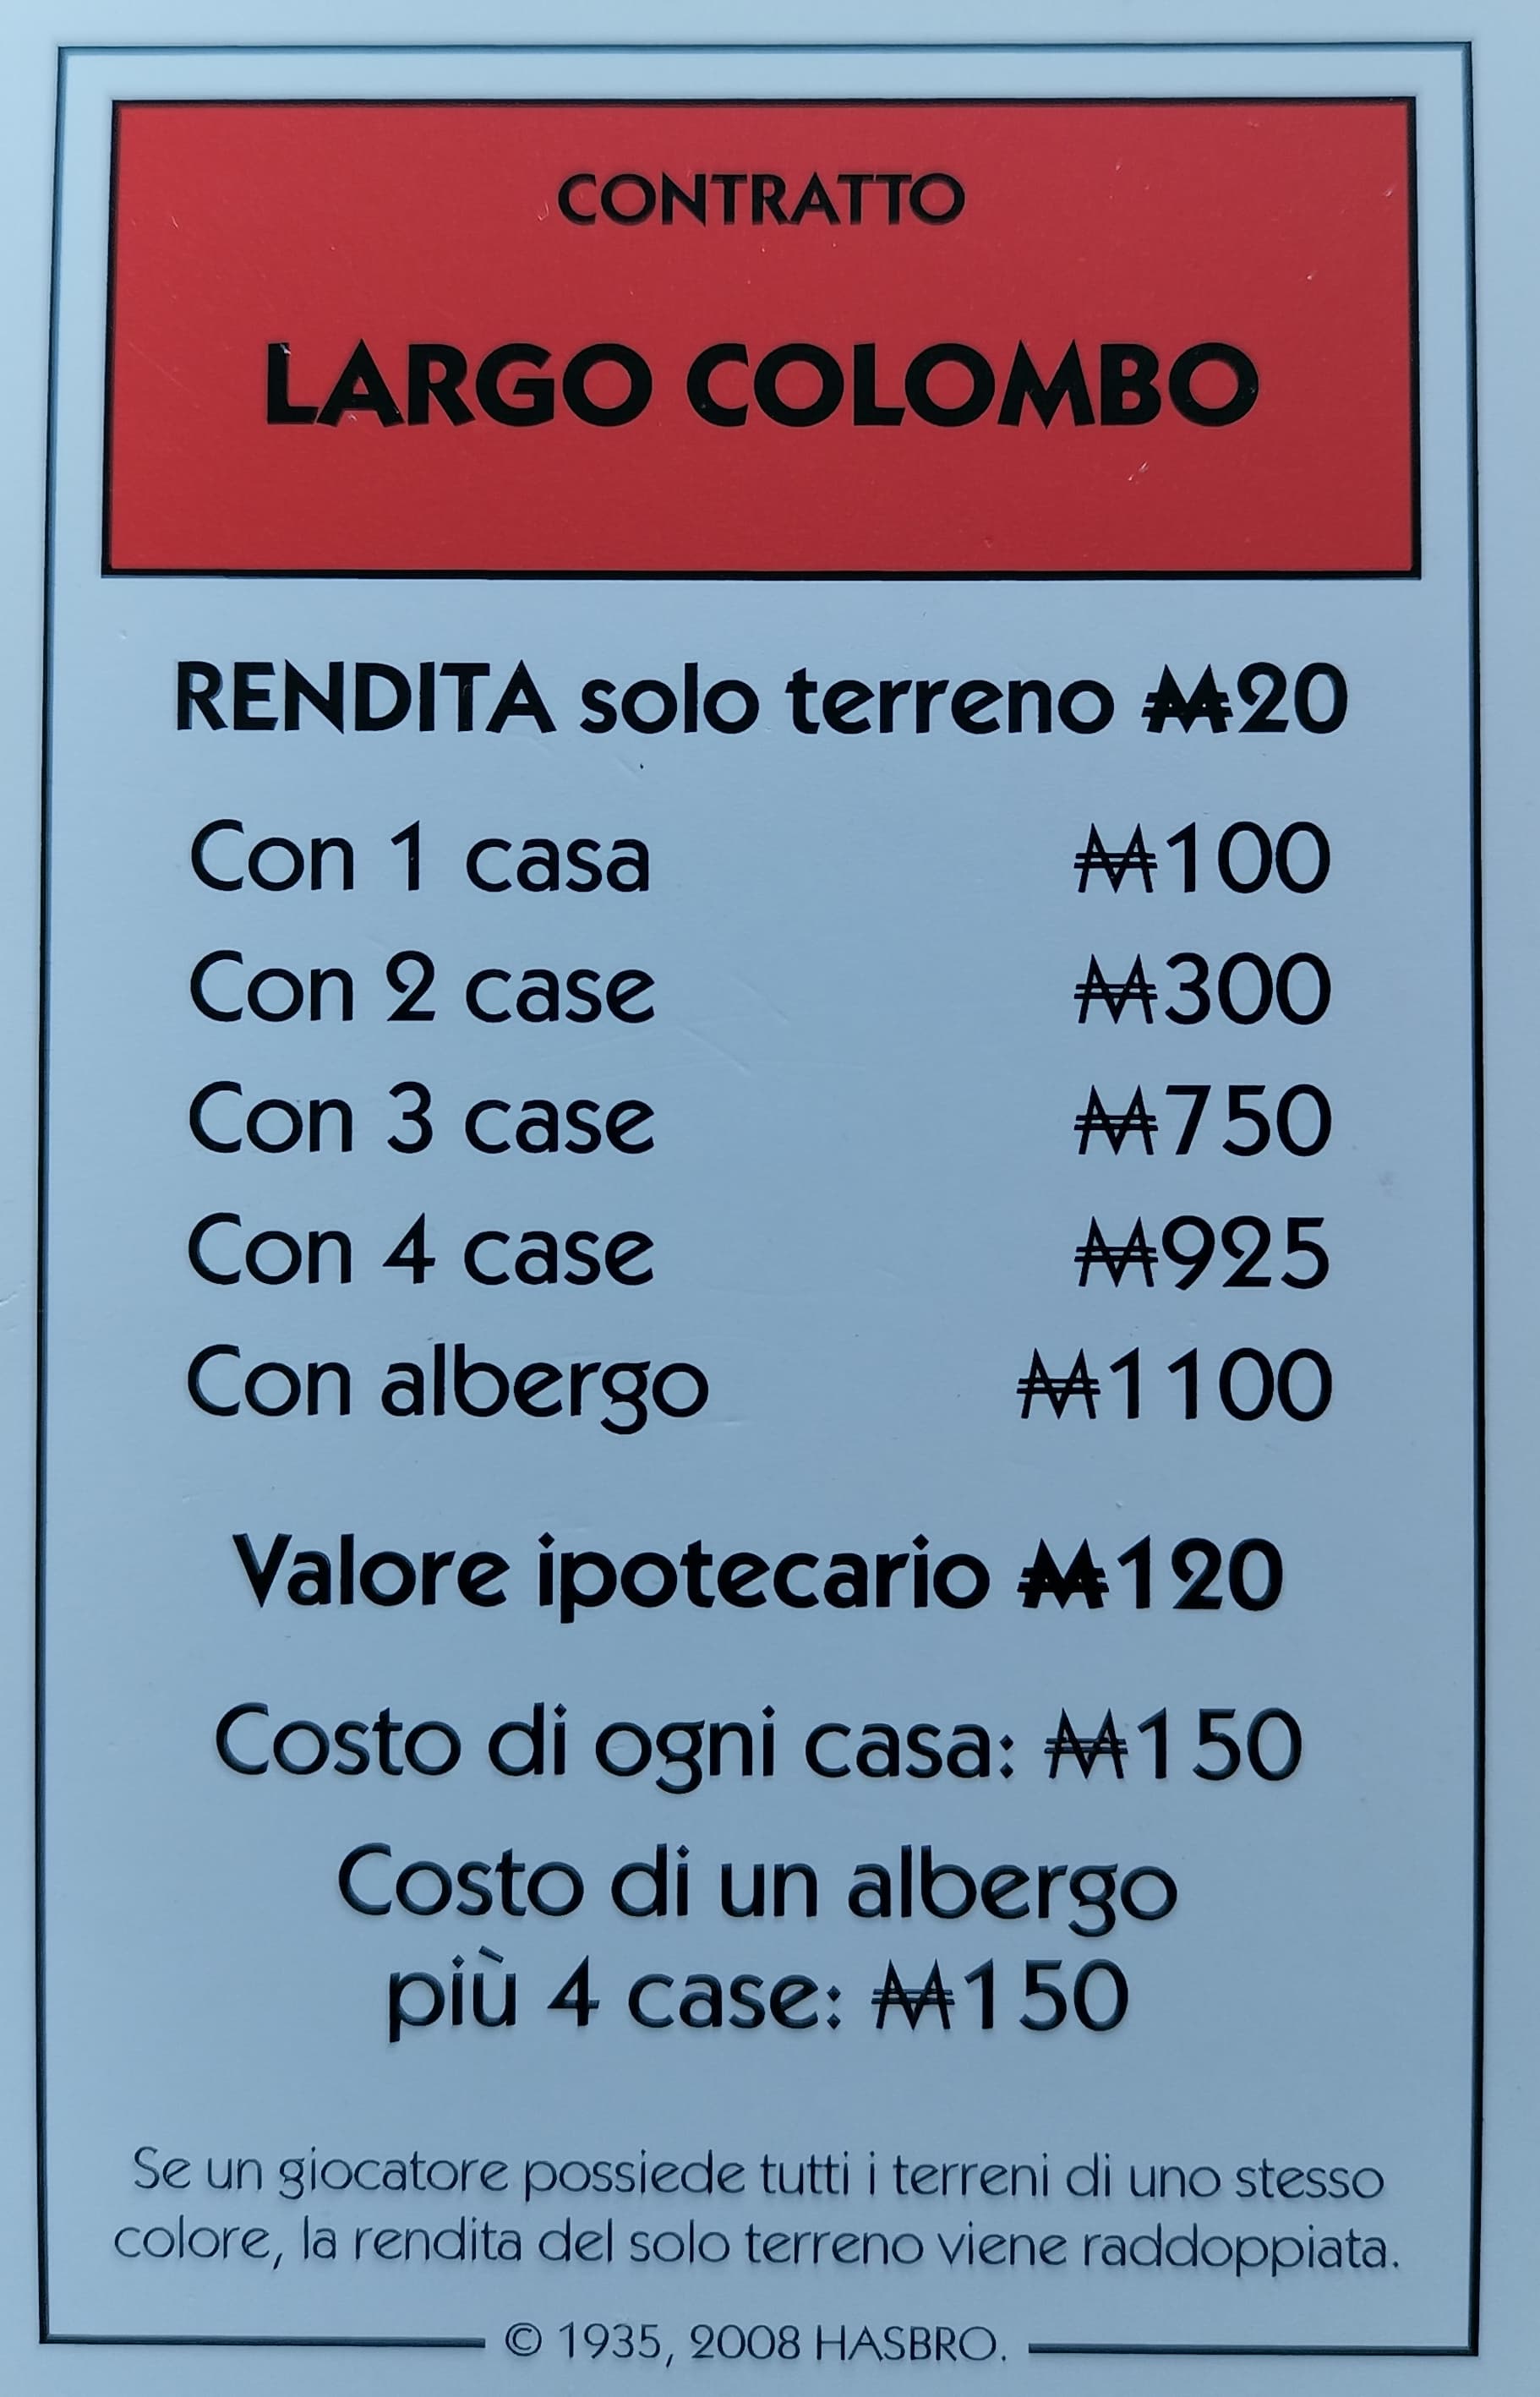 CONTRATTO
LARGO COLOMBO
RENDITA solo terreno ₩20
Con 1 casa ₩100
Con 2 case ₩300
Con 3 case ₩750
Con 4 case ₩925
Con albergo ₩1100
Valore ipotecario ₩120
Costo di ogni casa: ₩150
Costo di un albergo
più 4 case: ₩150
Se un giocatore possiede tutti i terreni di uno stesso
colore, la rendita del solo terreno viene raddoppiata.
© 1935, 2008 HASBRO.